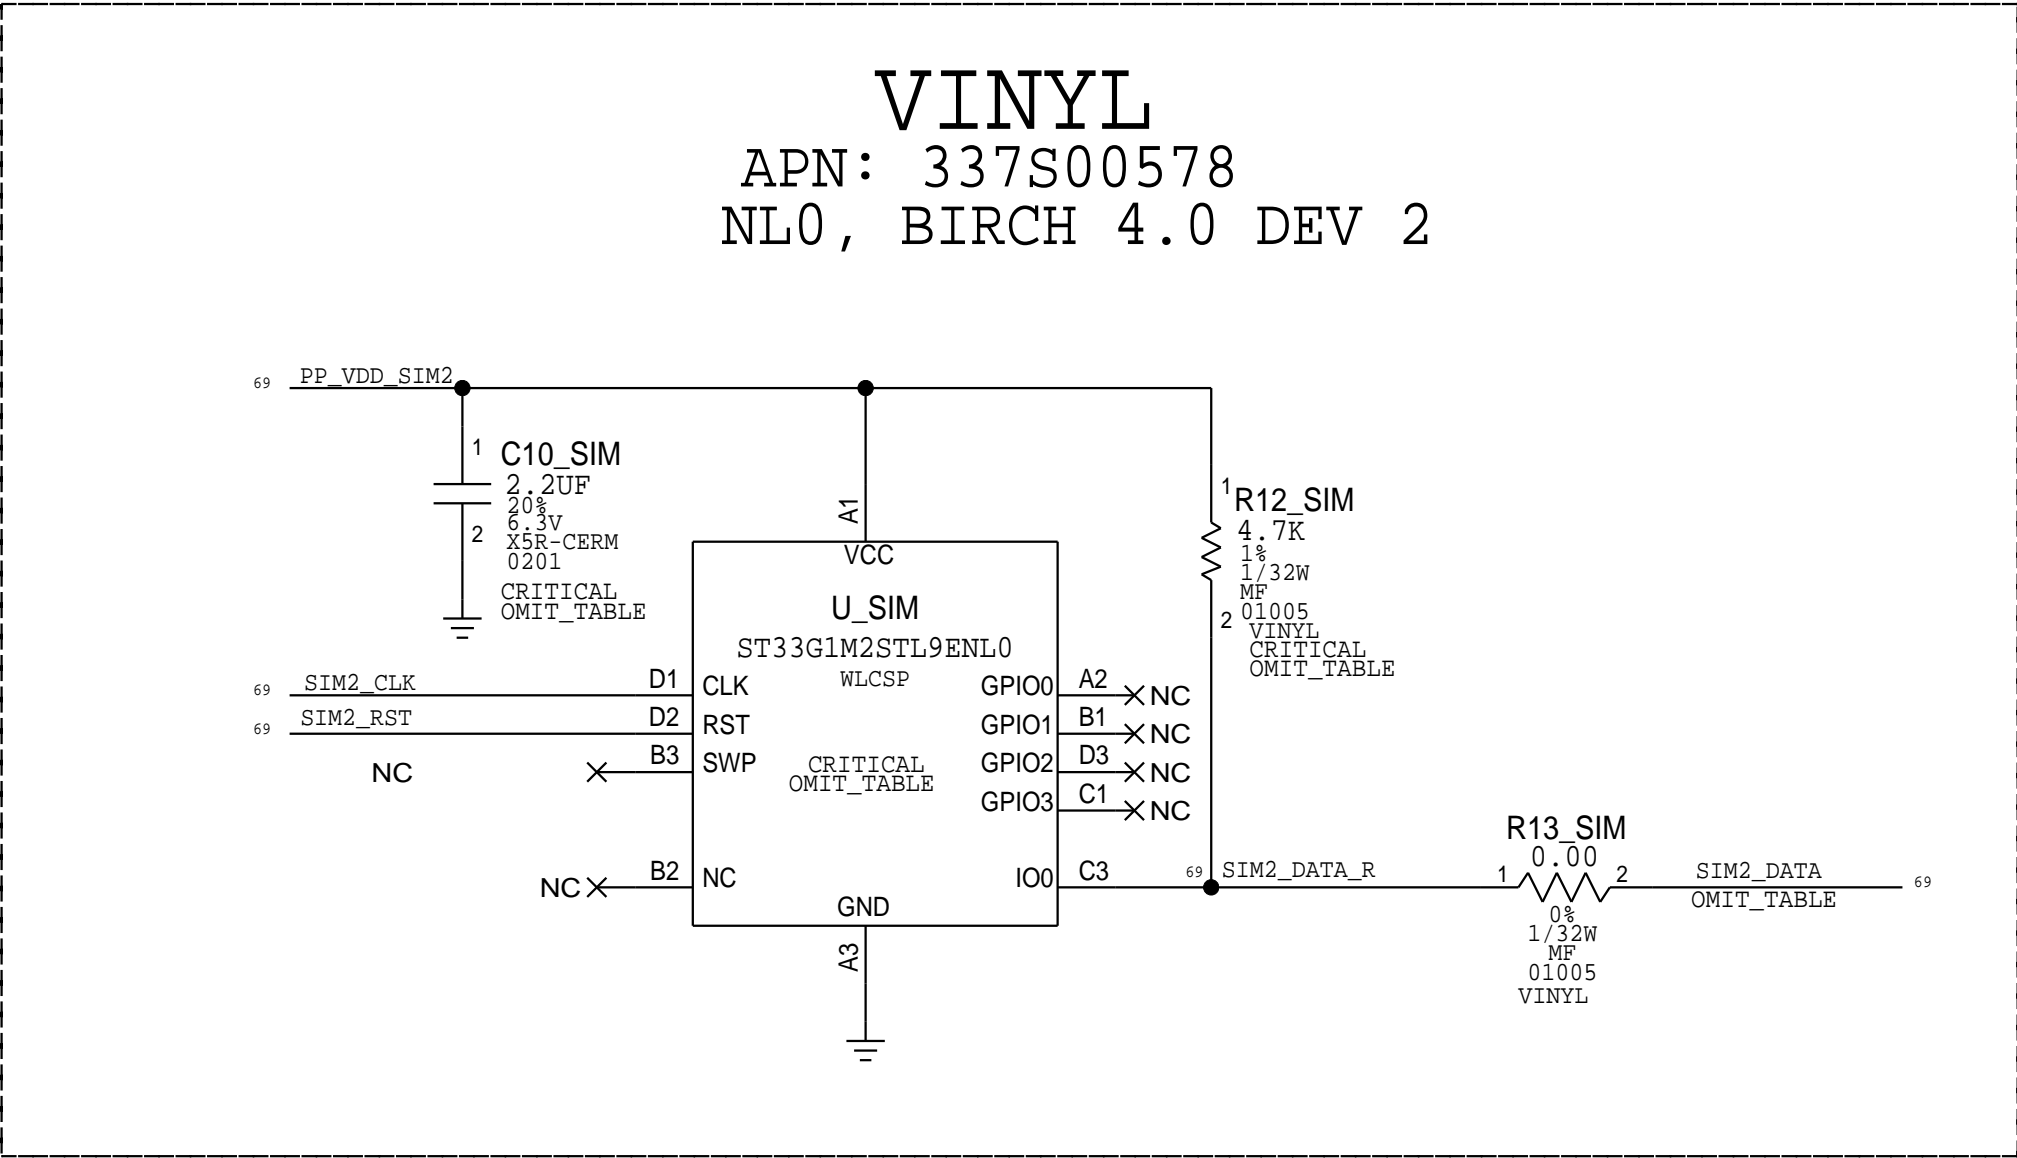 VINYL
APN: 337S00578
NL0, BIRCH 4.0 DEV 2
69 PP_VDD_SIM2
1
C10_SIM
2.2UF
20%
6.3V
X5R-CERM
0201
2
CRITICAL
OMIT_TABLE
A1
VCC
U_SIM
ST33G1M2STL9ENL0
WLCSP
CRITICAL
OMIT_TABLE
1
R12_SIM
4.7K
1%
1/32W
MF
01005
2
VINYL
CRITICAL
OMIT_TABLE
69 SIM2_CLK D1 CLK
69 SIM2_RST D2 RST
NC B3 SWP
NC B2 NC
GPIO0 A2 NC
GPIO1 B1 NC
GPIO2 D3 NC
GPIO3 C1 NC
IO0 C3 69 SIM2_DATA_R
GND
A3
R13_SIM
0.00
1 2
0%
1/32W
MF
01005
VINYL
SIM2_DATA 69
OMIT_TABLE